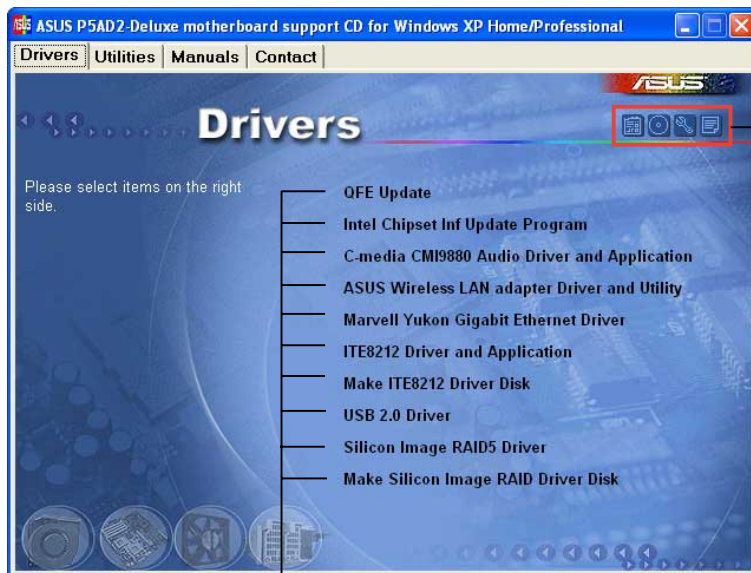 ASUS P5AD2-Deluxe motherboard support CD for Windows XP Home/Professional
Drivers Utilities Manuals Contact
ASUS
Drivers
Please select items on the right
side.
QFE Update
Intel Chipset Inf Update Program
C-media CMI9880 Audio Driver and Application
ASUS Wireless LAN adapter Driver and Utility
Marvell Yukon Gigabit Ethernet Driver
ITE8212 Driver and Application
Make ITE8212 Driver Disk
USB 2.0 Driver
Silicon Image RAID5 Driver
Make Silicon Image RAID Driver Disk